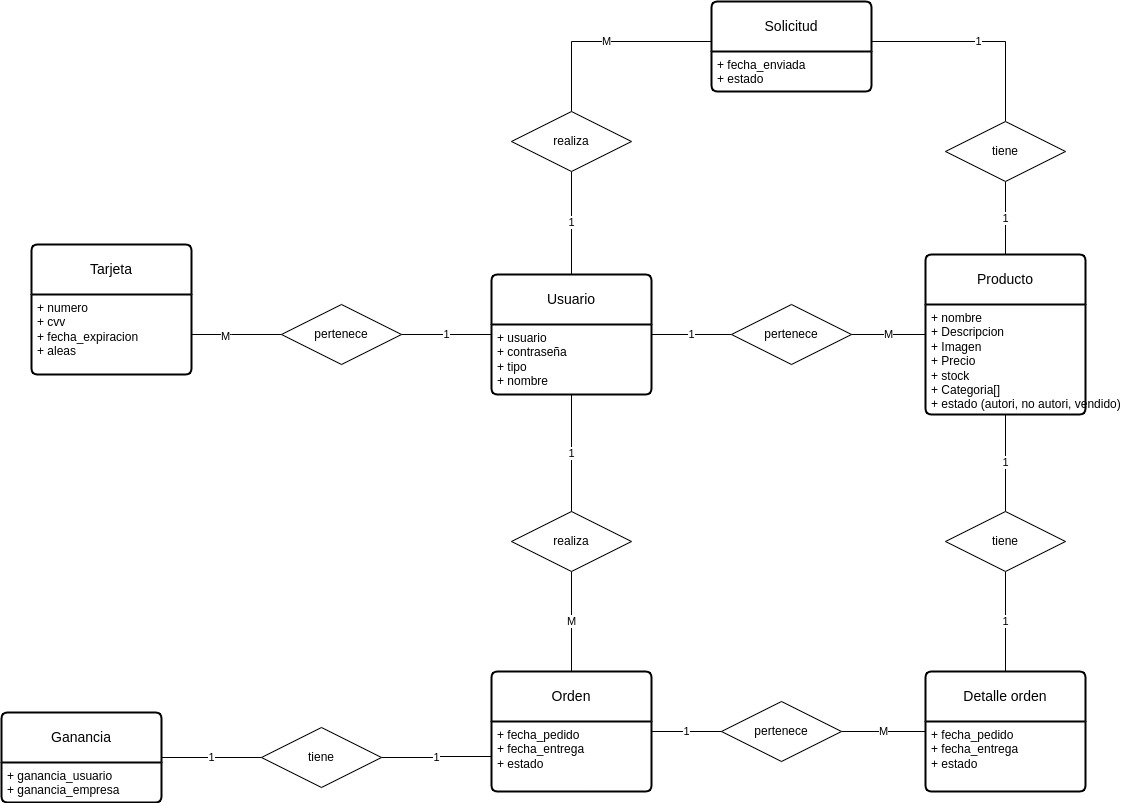 Solicitud
+ fecha_enviada
+ estado
M
1
realiza
tiene
1
1
Tarjeta
+ numero
+ cvv
+ fecha_expiracion
+ aleas
M
pertenece
1
Usuario
+ usuario
+ contraseña
+ tipo
+ nombre
1
pertenece
M
Producto
+ nombre
+ Descripcion
+ Imagen
+ Precio
+ stock
+ Categoria[]
+ estado (autori, no autori, vendido)
1
1
realiza
tiene
M
1
Ganancia
+ ganancia_usuario
+ ganancia_empresa
1
tiene
1
Orden
+ fecha_pedido
+ fecha_entrega
+ estado
1
pertenece
M
Detalle orden
+ fecha_pedido
+ fecha_entrega
+ estado